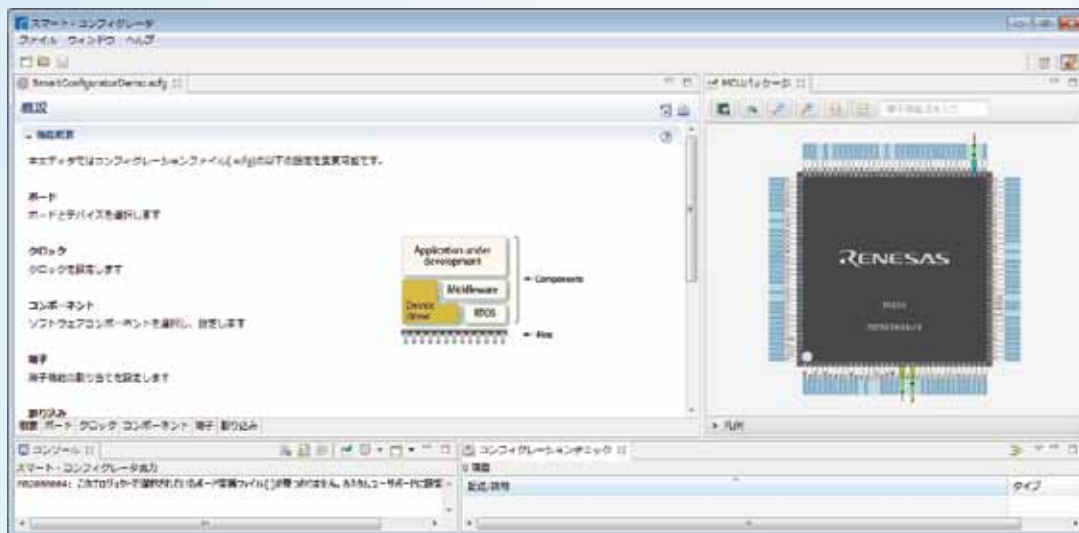 スマート・コンフィグレータ
ファイル ウィンドウ ヘルプ
SmartConfiguratorDemo.scfg
概況
機能概要
本エディタではコンフィグレーションファイル(.scfg)の以下の設定を変更可能です。
ボード
ボードとデバイスを選択します
クロック
クロックを設定します
コンポーネント
ソフトウェアコンポーネントを選択し、設定します
端子
端子機能の割り当てを設定します
割り込み
概要 ボード クロック コンポーネント 端子 割り込み
Application under
development
Middleware
Device
driver
RTOS
Components
Pins
MCUパッケージ
RENESAS
凡例
コンソール
スマート・コンフィグレータ出力
コンフィグレーションチェック
0 項目
タイプ